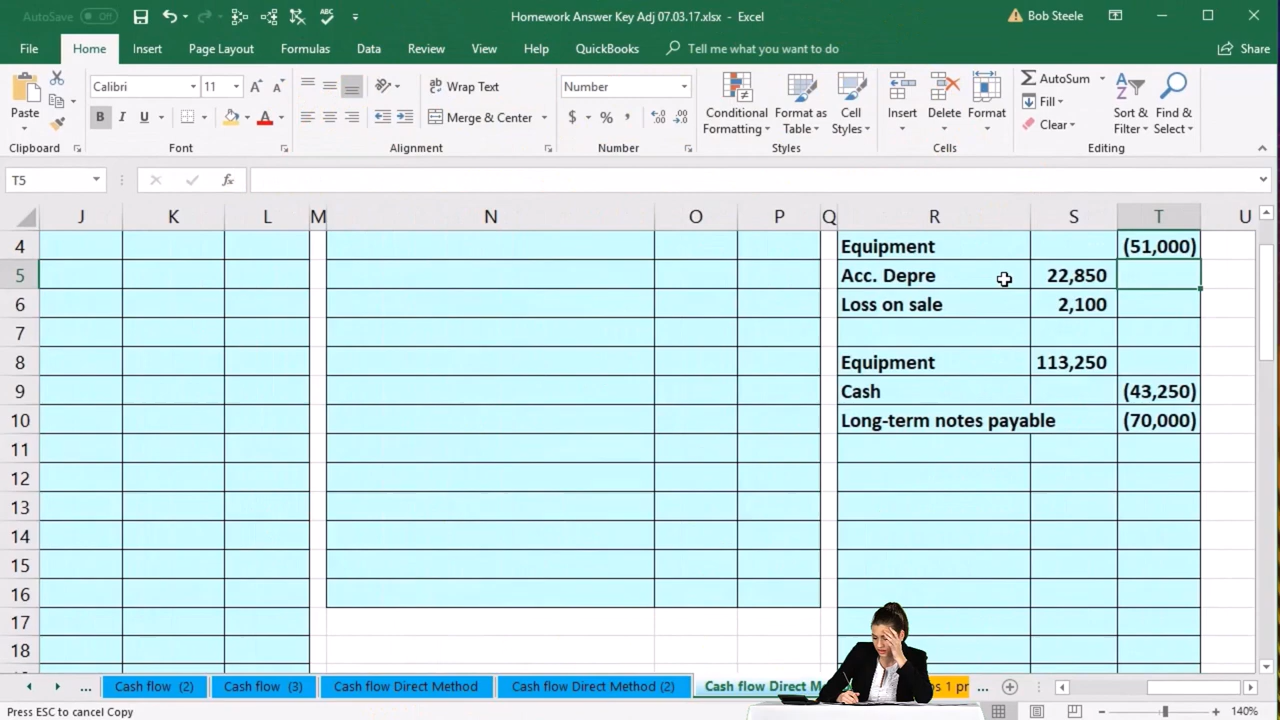 AutoSave Off
Homework Answer Key Adj 07.03.17.xlsx - Excel
Bob Steele
File Home Insert Page Layout Formulas Data Review View Help QuickBooks Tell me what you want to do Share
Paste
Calibri 11
Wrap Text
Merge & Center
Number
Conditional Formatting
Format as Table
Cell Styles
Insert Delete Format
AutoSum
Fill
Clear
Sort & Filter
Find & Select
Clipboard Font Alignment Number Styles Cells Editing
T5
fx
J K L M N O P Q R S T U
4 Equipment (51,000)
5 Acc. Depre 22,850
6 Loss on sale 2,100
7
8 Equipment 113,250
9 Cash (43,250)
10 Long-term notes payable (70,000)
11
12
13
14
15
16
17
18
... Cash flow (2) Cash flow (3) Cash flow Direct Method Cash flow Direct Method (2) Cash flow Direct ...
Press ESC to cancel Copy
140%